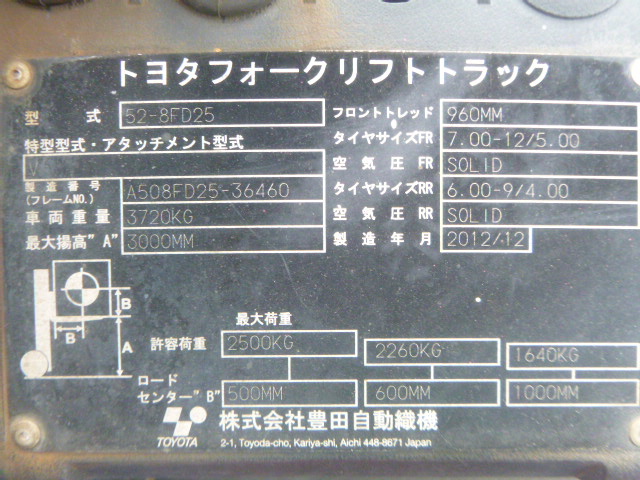 トヨタフォークリフトトラック
型 式 52-8FD25 フロントトレッド 960MM
特型型式・アタッチメント型式 タイヤサイズFR 7.00-12/5.00
V 空気圧FR SOLID
製造番号 (フレームNO.) A508FD25-36460 タイヤサイズRR 6.00-9/4.00
車両重量 3720KG 空気圧RR SOLID
最大揚高"A" 3000MM 製造年月 2012/12
B
B A
最大荷重
許容荷重 2500KG 2260KG 1640KG
ロード
センター"B" 500MM 600MM 1000MM
TOYOTA 株式会社豊田自動織機
2-1, Toyoda-cho, Kariya-shi, Aichi 448-8671 Japan